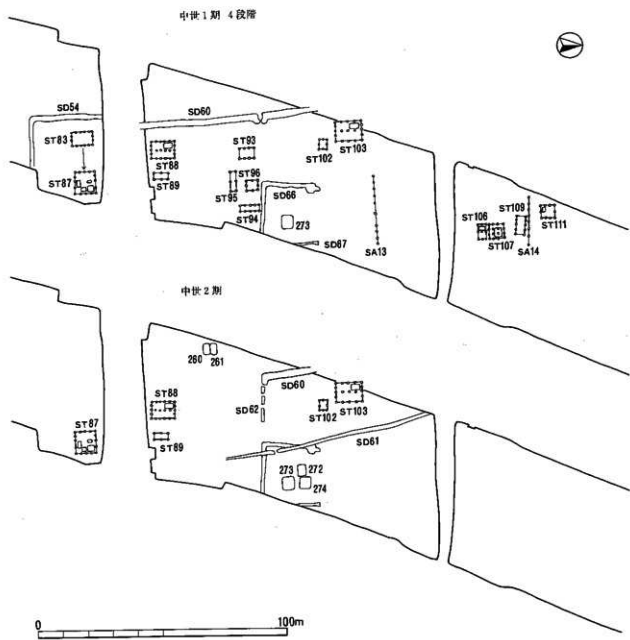 中世1期 4段階
SD54
ST83
ST87
SD60
ST88
ST89
ST93
ST96
ST95
ST94
SD66
273
SD67
ST102
ST103
SA13
ST106
ST107
ST109
SA14
ST111
中世2期
260 261
ST88
ST89
ST87
SD60
SD62
ST102
ST103
SD61
273 272
274
0 100m